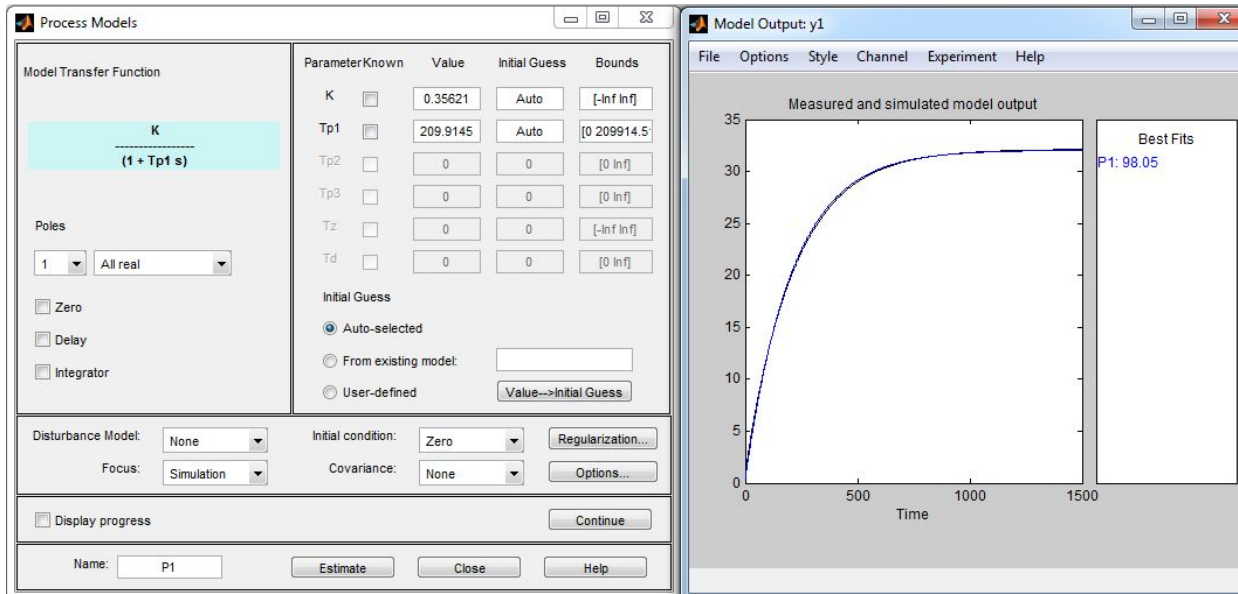 Process Models
Model Transfer Function
K
-----------------
(1 + Tp1 s)
Poles
1 All real
Zero
Delay
Integrator
Parameter Known Value Initial Guess Bounds
K 0.35621 Auto [-Inf Inf]
Tp1 209.9145 Auto [0 209914.5
Tp2 0 0 [0 Inf]
Tp3 0 0 [0 Inf]
Tz 0 0 [-Inf Inf]
Td 0 0 [0 Inf]
Initial Guess
Auto-selected
From existing model:
User-defined Value-->Initial Guess
Disturbance Model: None Initial condition: Zero Regularization...
Focus: Simulation Covariance: None Options...
Display progress Continue
Name: P1 Estimate Close Help
Model Output: y1
File Options Style Channel Experiment Help
Measured and simulated model output
35
30
25
20
15
10
5
0
0 500 1000 1500
Time
Best Fits
P1: 98.05